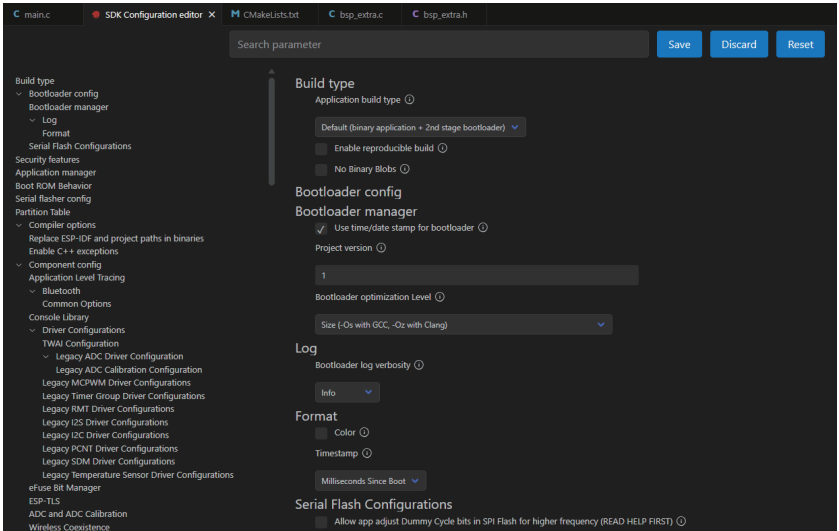 main.c
SDK Configuration editor
CMakeLists.txt
bsp_extra.c
bsp_extra.h
Search parameter
Save
Discard
Reset
Build type
Bootloader config
Bootloader manager
Log
Format
Serial Flash Configurations
Security features
Application manager
Boot ROM Behavior
Serial flasher config
Partition Table
Compiler options
Replace ESP-IDF and project paths in binaries
Enable C++ exceptions
Component config
Application Level Tracing
Bluetooth
Common Options
Console Library
Driver Configurations
TWAI Configuration
Legacy ADC Driver Configuration
Legacy ADC Calibration Configuration
Legacy MCPWM Driver Configurations
Legacy Timer Group Driver Configurations
Legacy RMT Driver Configurations
Legacy I2S Driver Configurations
Legacy I2C Driver Configurations
Legacy PCNT Driver Configurations
Legacy SDM Driver Configurations
Legacy Temperature Sensor Driver Configurations
eFuse Bit Manager
ESP-TLS
ADC and ADC Calibration
Wireless Coexistence
Build type
Application build type
Default (binary application + 2nd stage bootloader)
Enable reproducible build
No Binary Blobs
Bootloader config
Bootloader manager
Use time/date stamp for bootloader
Project version
1
Bootloader optimization Level
Size (-Os with GCC, -Oz with Clang)
Log
Bootloader log verbosity
Info
Format
Color
Timestamp
Milliseconds Since Boot
Serial Flash Configurations
Allow app adjust Dummy Cycle bits in SPI Flash for higher frequency (READ HELP FIRST)